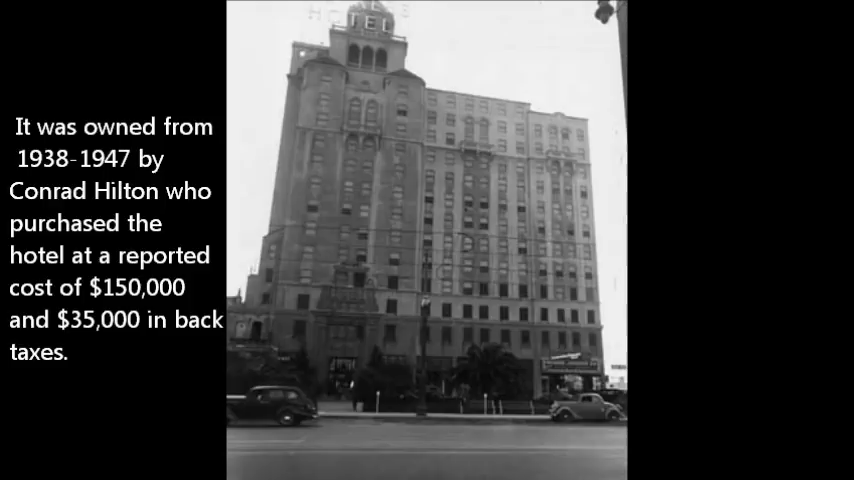 HOTEL
It was owned from
1938-1947 by
Conrad Hilton who
purchased the
hotel at a reported
cost of $150,000
and $35,000 in back
taxes.